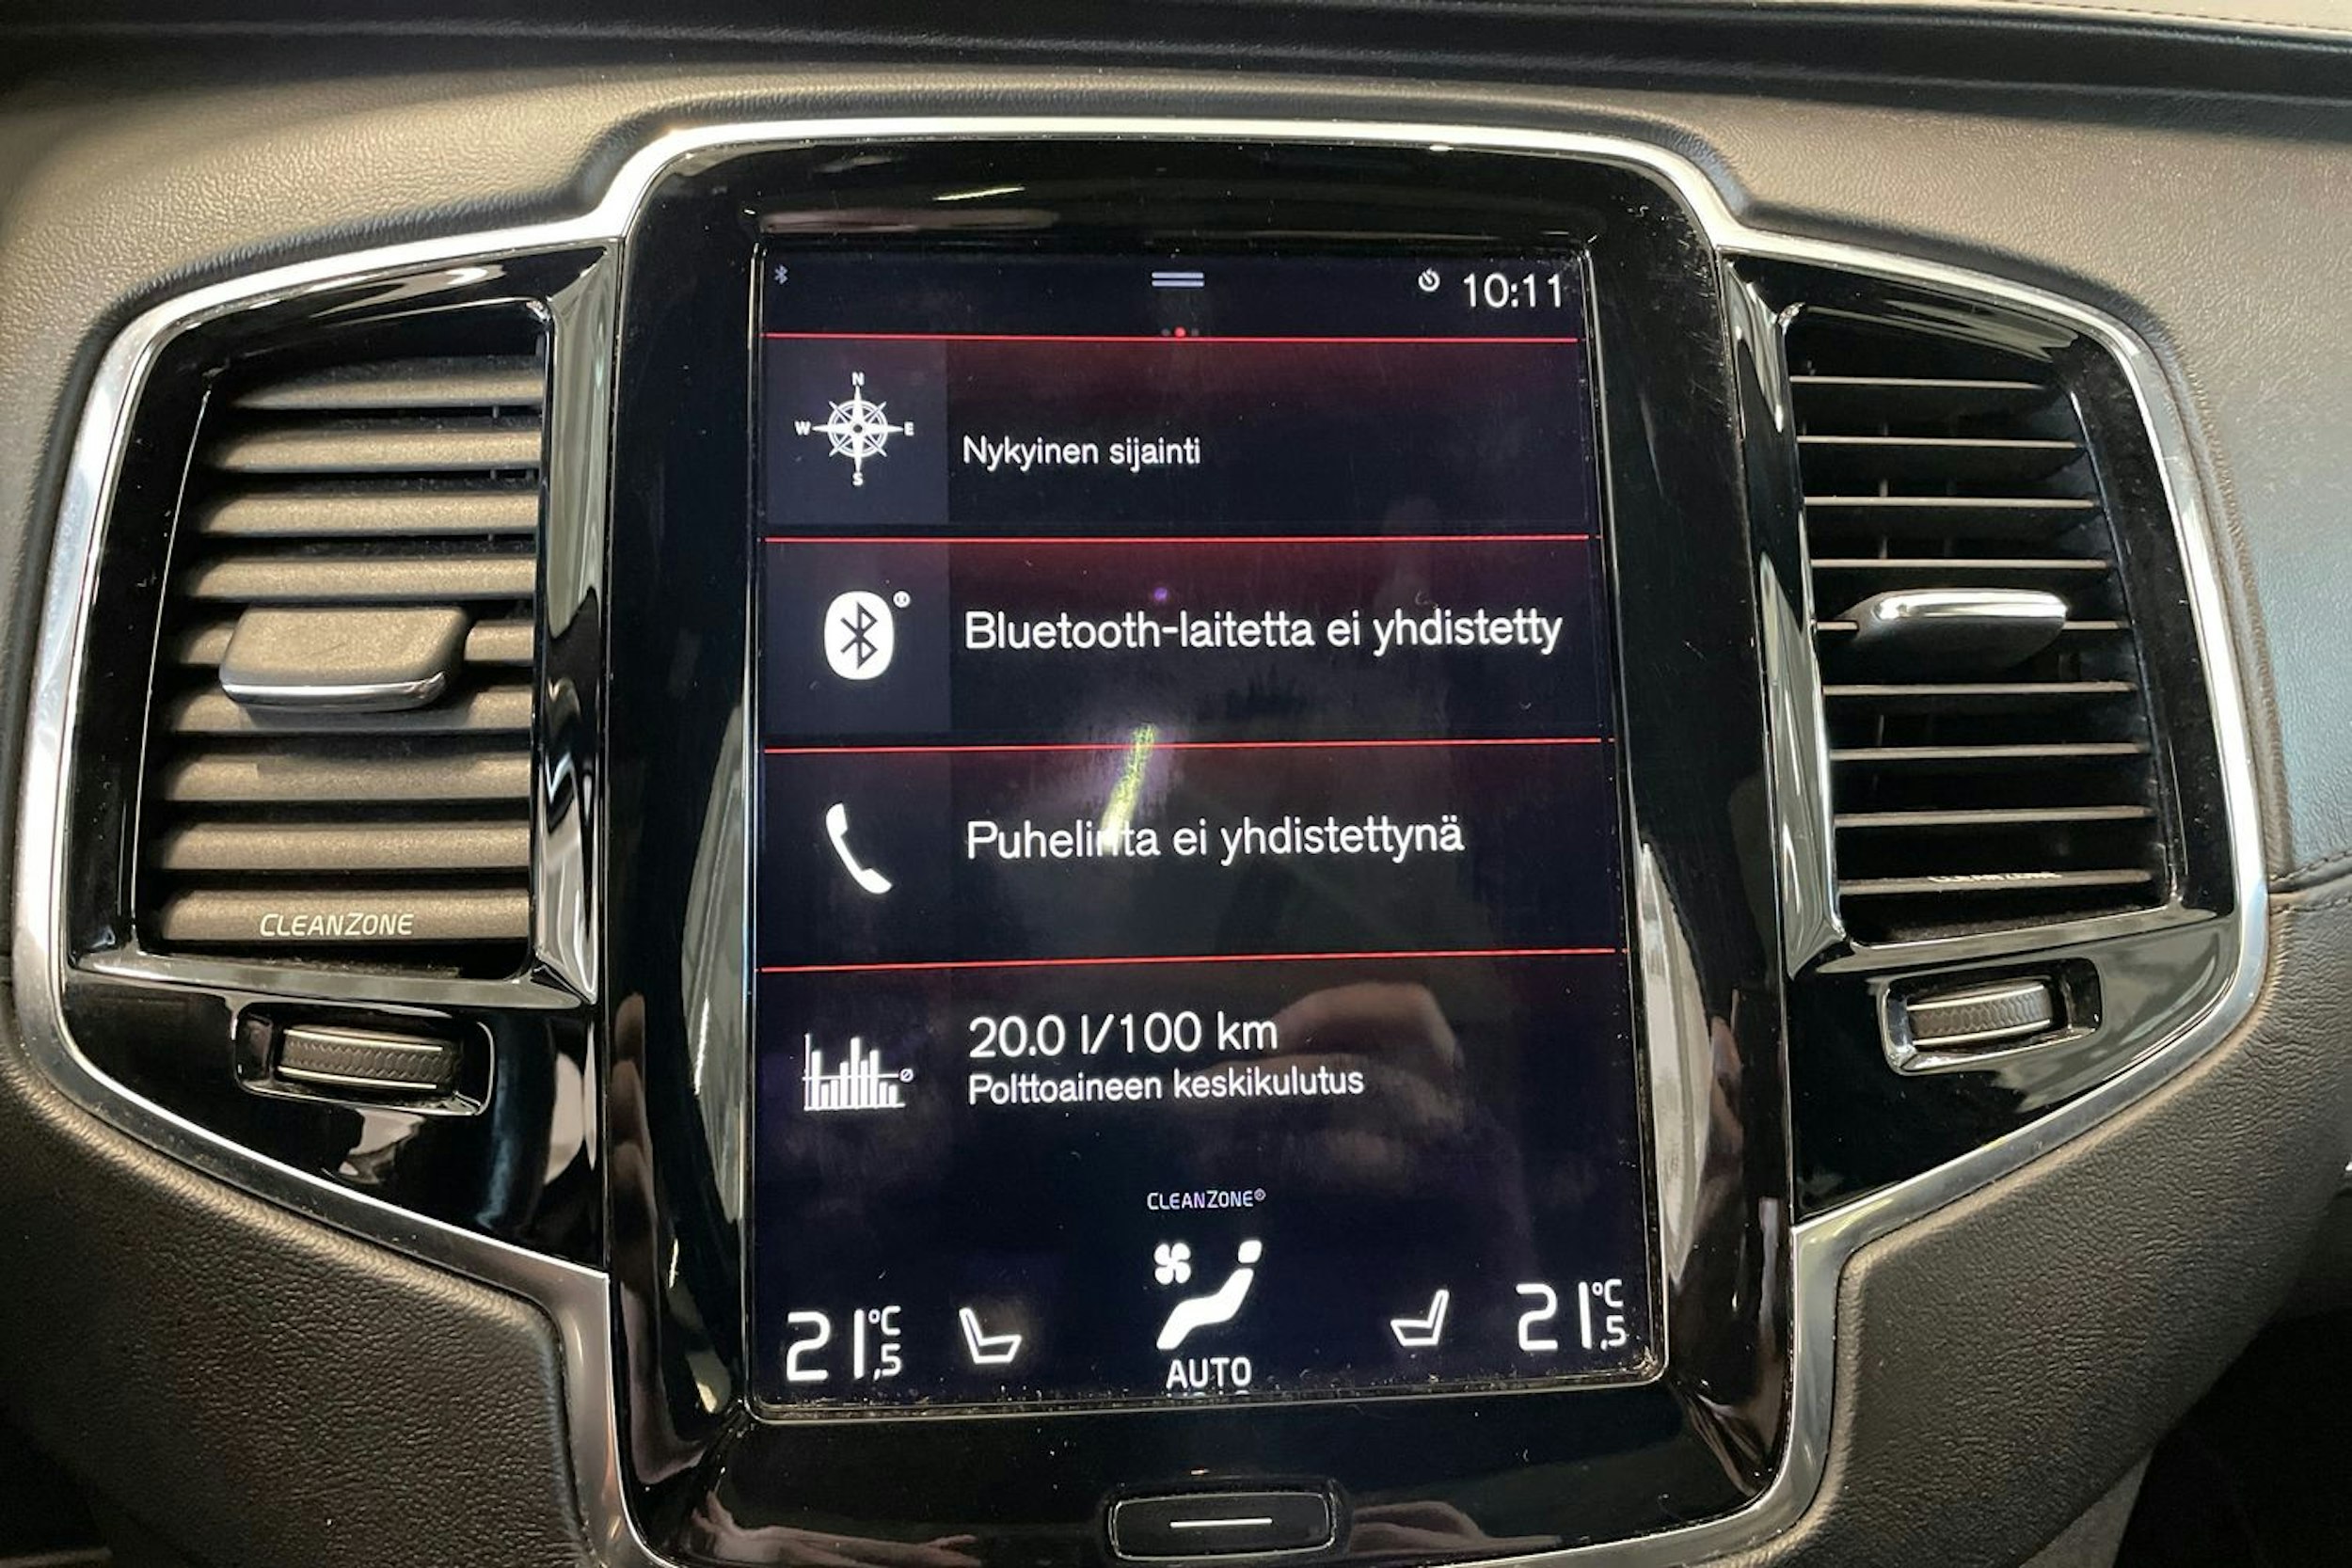 10:11
N
W E
S
Nykyinen sijainti
Bluetooth-laitetta ei yhdistetty
Puhelinta ei yhdistettynä
20.0 l/100 km
Polttoaineen keskikulutus
CLEANZONE®
21,5 °C
21,5 °C
AUTO
CLEANZONE
CLEANZONE